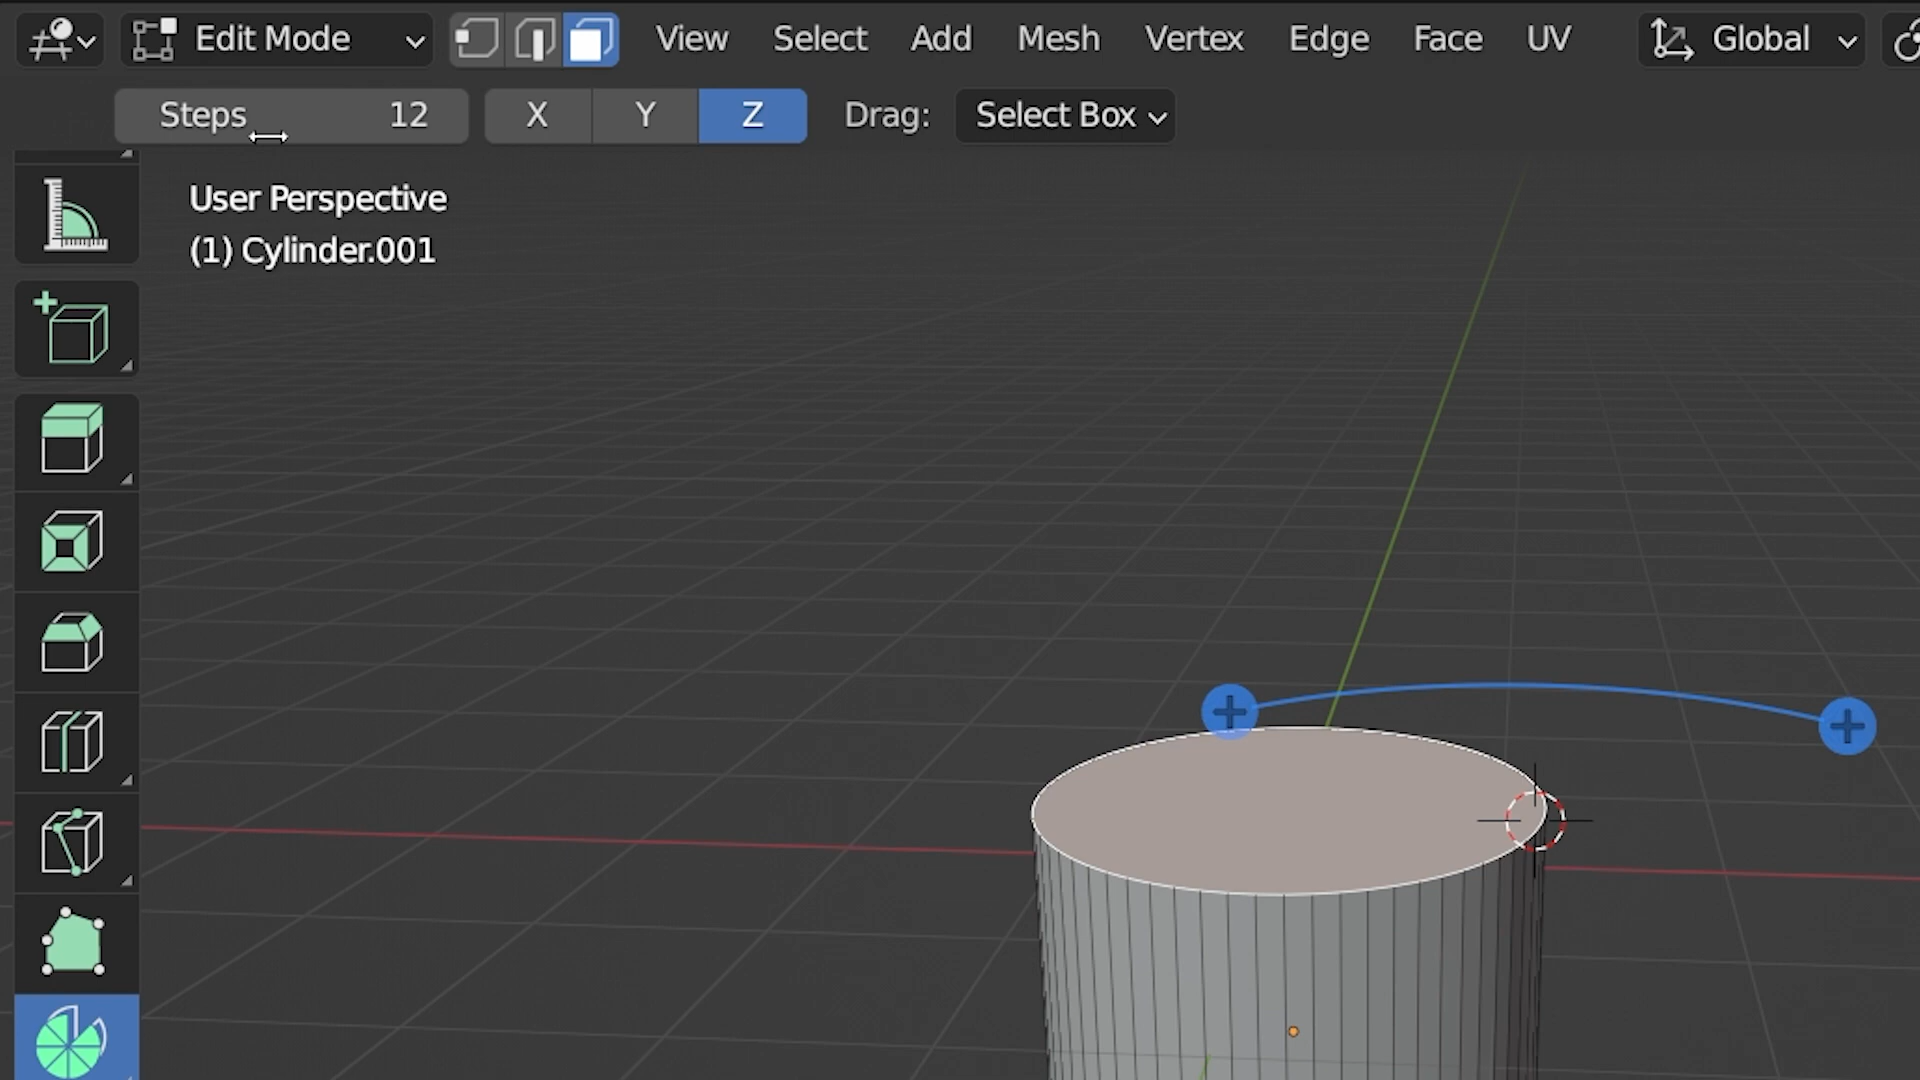 Edit Mode View Select Add Mesh Vertex Edge Face UV Global
Steps 12 X Y Z Drag: Select Box
User Perspective
(1) Cylinder.001